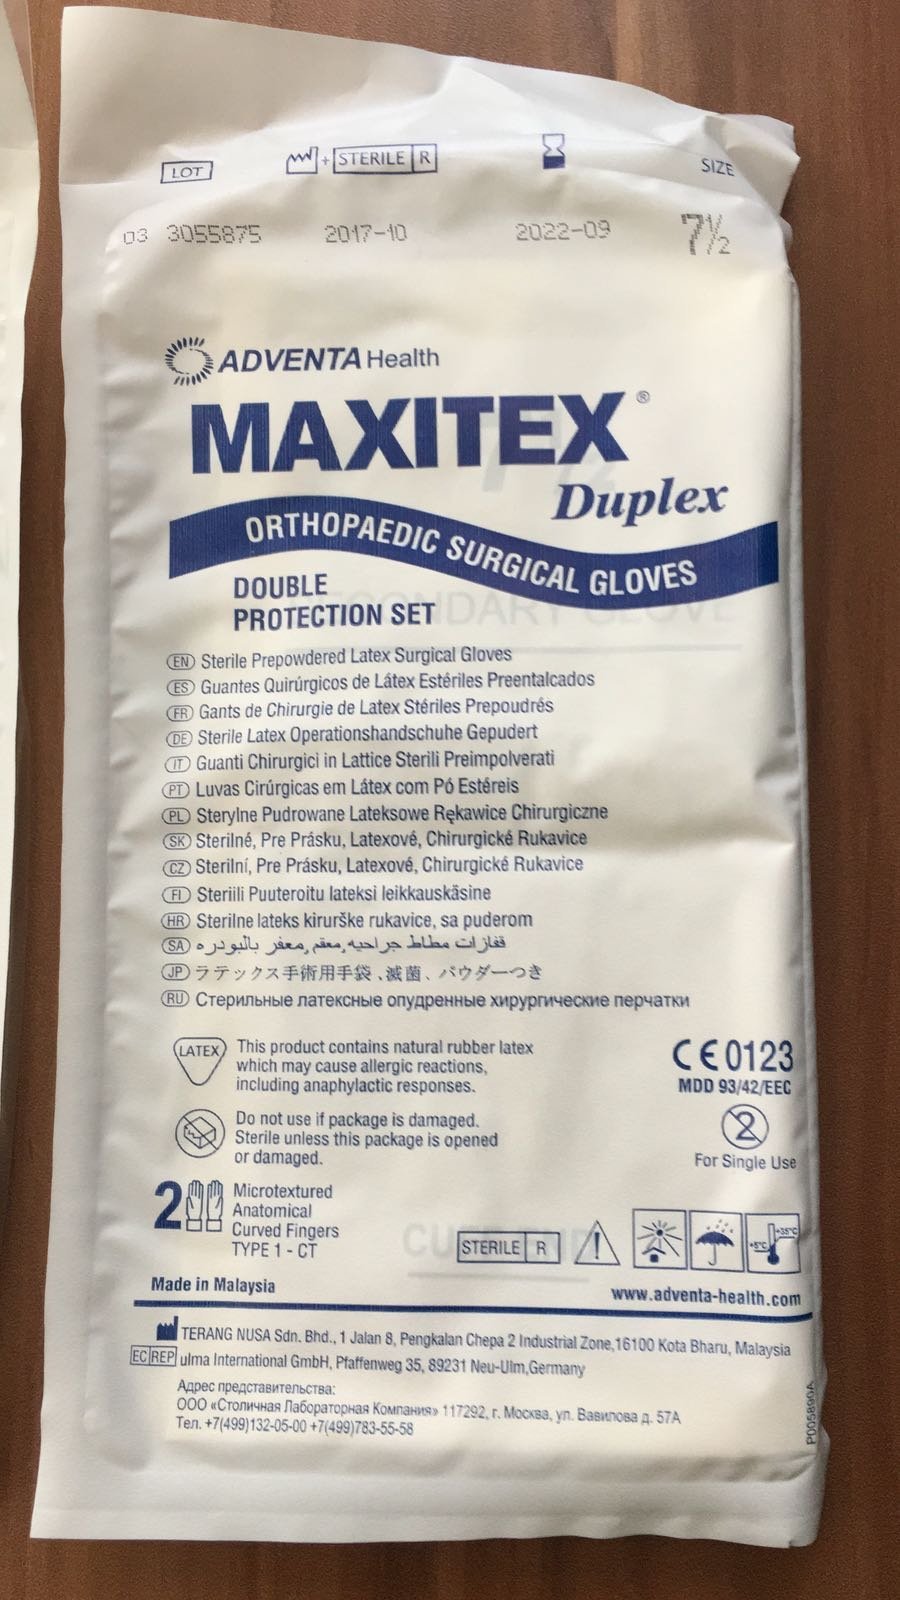 LOT + STERILE R SIZE
03 3055875 2017-10 2022-09 7½
ADVENTA Health
MAXITEX®
Duplex
ORTHOPAEDIC SURGICAL GLOVES
DOUBLE
PROTECTION SET
EN Sterile Prepowdered Latex Surgical Gloves
ES Guantes Quirúrgicos de Látex Estériles Preentalcados
FR Gants de Chirurgie de Latex Stériles Prepoudrés
DE Sterile Latex Operationshandschuhe Gepudert
IT Guanti Chirurgici in Lattice Sterili Preimpolverati
PT Luvas Cirúrgicas em Látex com Pó Estéreis
PL Sterylne Pudrowane Lateksowe Rękawice Chirurgiczne
SK Sterilné, Pre Prásku, Latexové, Chirurgické Rukavice
CZ Sterilní, Pre Prásku, Latexové, Chirurgické Rukavice
FI Steriili Puuteroitu lateksi leikkauskäsine
HR Sterilne lateks kirurške rukavice, sa puderom
SA قفازات مطاط جراحيه,معقم,معفر بالبودره
JP ラテックス手術用手袋、滅菌、パウダーつき
RU Стерильные латексные опудренные хирургические перчатки
LATEX This product contains natural rubber latex
which may cause allergic reactions,
including anaphylactic responses.
CE 0123
MDD 93/42/EEC
Do not use if package is damaged.
Sterile unless this package is opened
or damaged.
2
For Single Use
2 Microtextured
Anatomical
Curved Fingers
TYPE 1 - CT
STERILE R +5°C +35°C
Made in Malaysia
www.adventa-health.com
TERANG NUSA Sdn. Bhd., 1 Jalan 8, Pengkalan Chepa 2 Industrial Zone,16100 Kota Bharu, Malaysia
EC REP ulma International GmbH, Pfaffenweg 35, 89231 Neu-Ulm,Germany
Адрес представительства:
ООО «Столичная Лабораторная Компания» 117292, г. Москва, ул. Вавилова д. 57А
Тел. +7(499)132-05-00 +7(499)783-55-58
P005890A